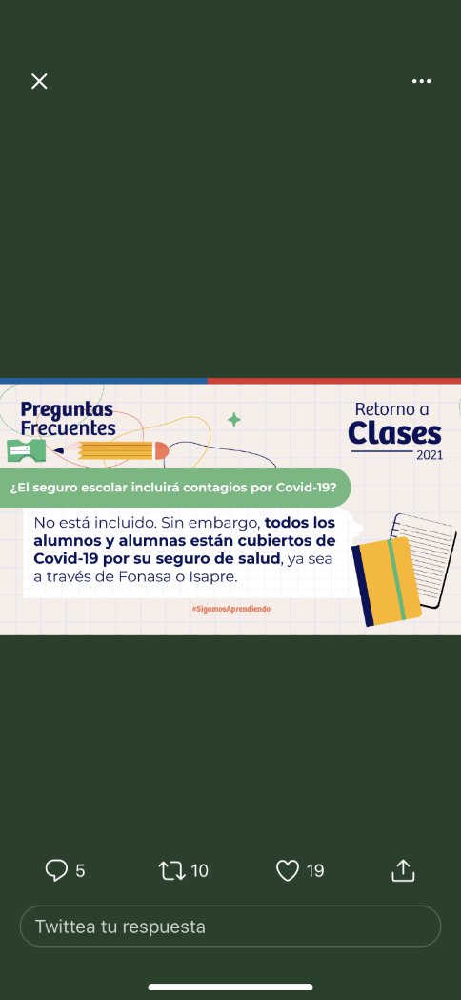 Preguntas
Frecuentes
Retorno a
Clases
2021
¿El seguro escolar incluirá contagios por Covid-19?
No está incluido. Sin embargo, todos los
alumnos y alumnas están cubiertos de
Covid-19 por su seguro de salud, ya sea
a través de Fonasa o Isapre.
#SigamosAprendiendo
5
10
19
Twittea tu respuesta